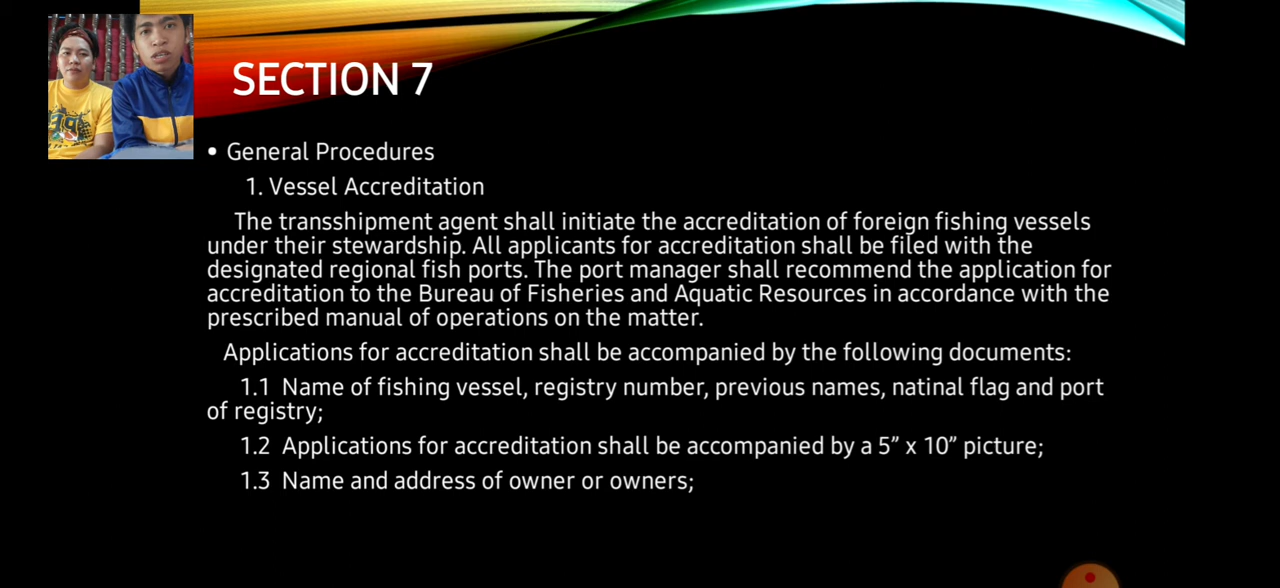 SECTION 7
• General Procedures
1. Vessel Accreditation
The transshipment agent shall initiate the accreditation of foreign fishing vessels
under their stewardship. All applicants for accreditation shall be filed with the
designated regional fish ports. The port manager shall recommend the application for
accreditation to the Bureau of Fisheries and Aquatic Resources in accordance with the
prescribed manual of operations on the matter.
Applications for accreditation shall be accompanied by the following documents:
1.1 Name of fishing vessel, registry number, previous names, natinal flag and port
of registry;
1.2 Applications for accreditation shall be accompanied by a 5” x 10” picture;
1.3 Name and address of owner or owners;